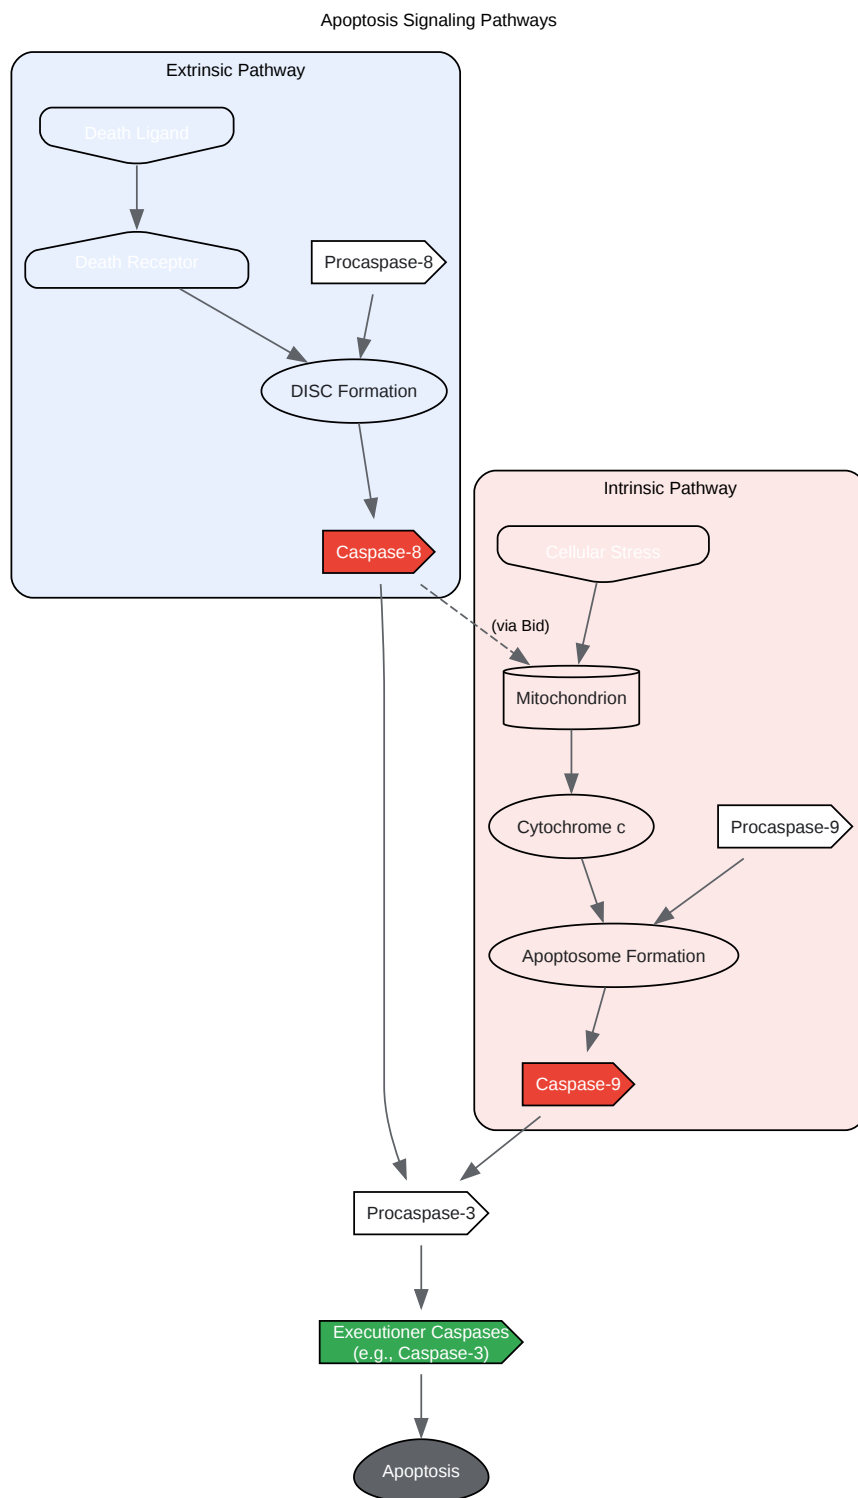 Apoptosis Signaling Pathways
Extrinsic Pathway
Death Ligand
Death Receptor
Procaspase-8
DISC Formation
Caspase-8
Intrinsic Pathway
Cellular Stress
(via Bid)
Mitochondrion
Cytochrome c
Procaspase-9
Apoptosome Formation
Caspase-9
Procaspase-3
Executioner Caspases
(e.g., Caspase-3)
Apoptosis